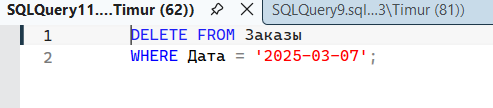 SQLQuery11....Timur (62))
SQLQuery9.sql...3\Timur (81))
1 DELETE FROM Заказы
2 WHERE Дата = '2025-03-07';